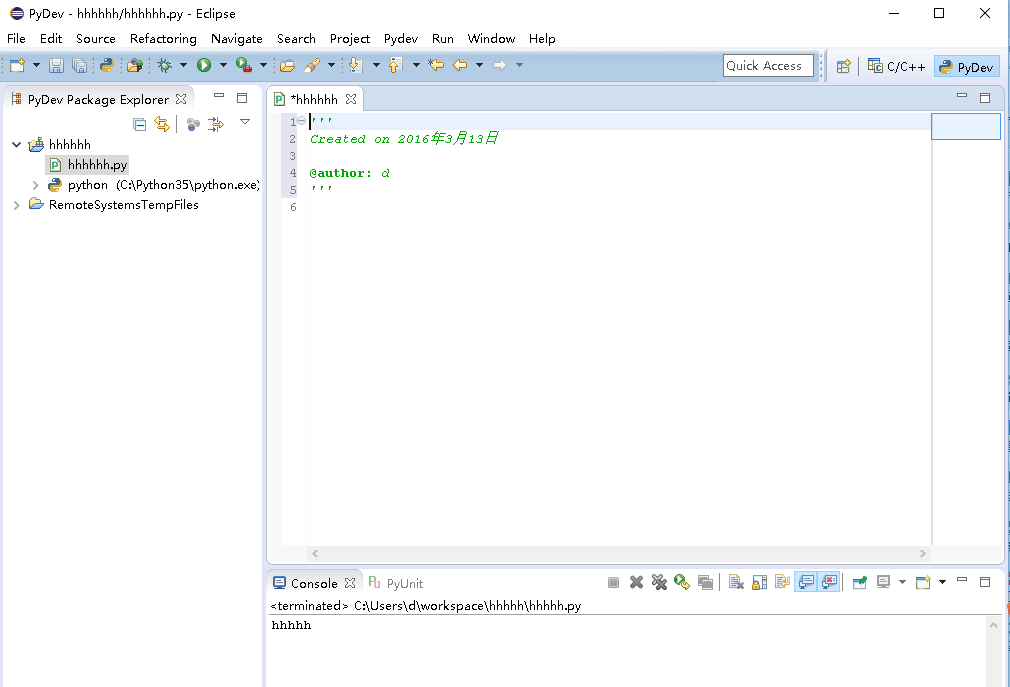 PyDev - hhhhhh/hhhhhh.py - Eclipse
File Edit Source Refactoring Navigate Search Project Pydev Run Window Help
Quick Access
C/C++
PyDev
PyDev Package Explorer
hhhhhh
hhhhhh.py
python (C:\Python35\python.exe)
RemoteSystemsTempFiles
*hhhhhh
1 '''
2 Created on 2016年3月13日
3
4 @author: d
5 '''
6
Console
PyUnit
<terminated> C:\Users\d\workspace\hhhhh\hhhhh.py
hhhhh